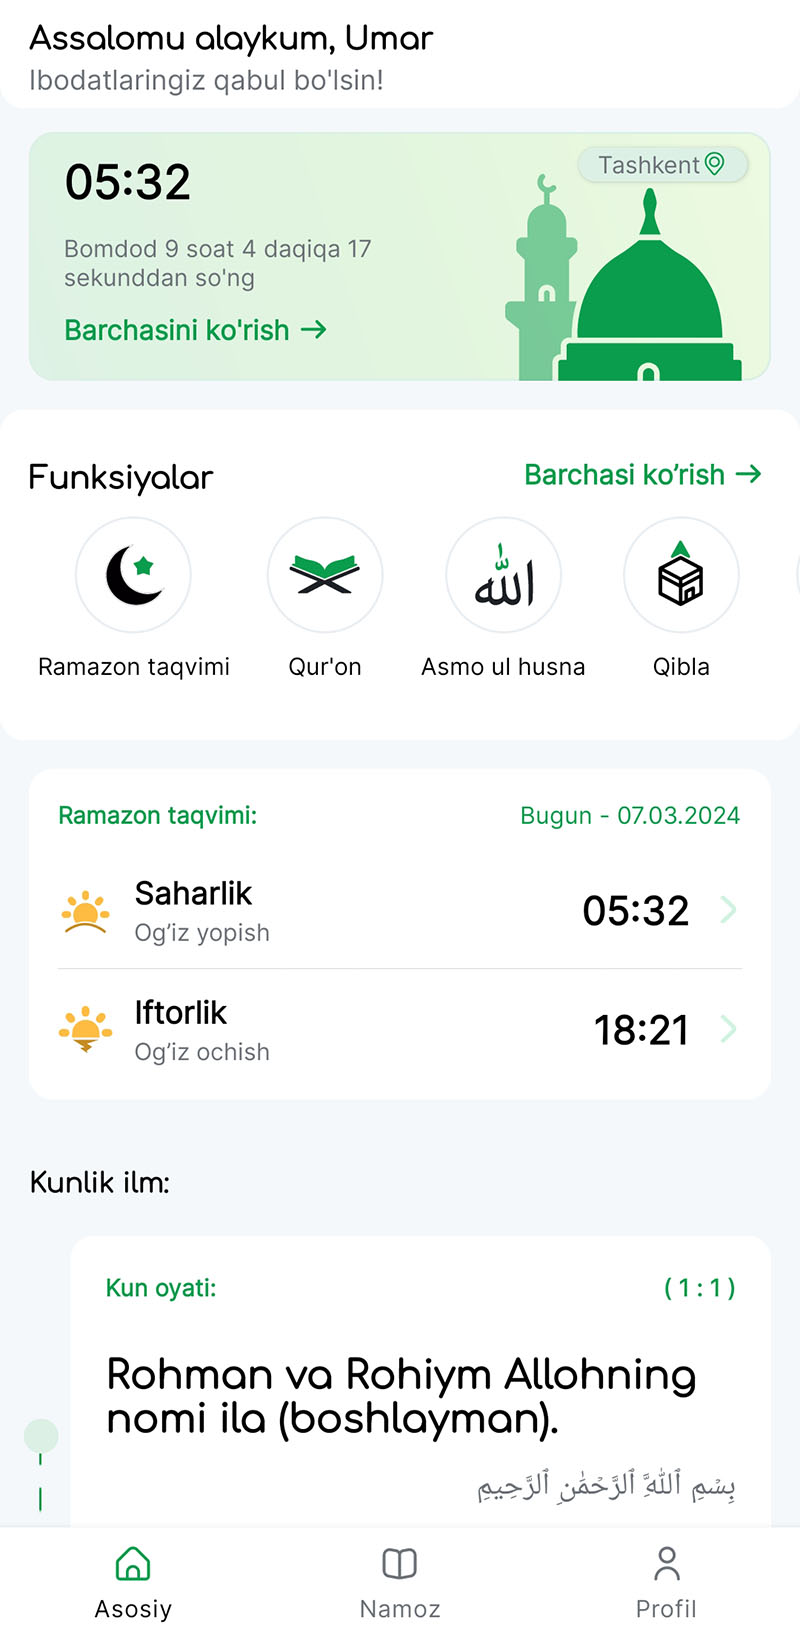 Assalomu alaykum, Umar
Ibodatlaringiz qabul bo'lsin!
05:32
Tashkent
Bomdod 9 soat 4 daqiqa 17
sekunddan so'ng
Barchasini ko'rish →
Funksiyalar
Barchasi ko’rish →
الله
Ramazon taqvimi
Qur'on
Asmo ul husna
Qibla
Ramazon taqvimi:
Bugun - 07.03.2024
Saharlik
Og’iz yopish
05:32
Iftorlik
Og’iz ochish
18:21
Kunlik ilm:
Kun oyati:
(1:1)
Rohman va Rohiym Allohning
nomi ila (boshlayman).
بِسْمِ ٱللَّهِ ٱلرَّحْمَٰنِ ٱلرَّحِيمِ
Asosiy
Namoz
Profil